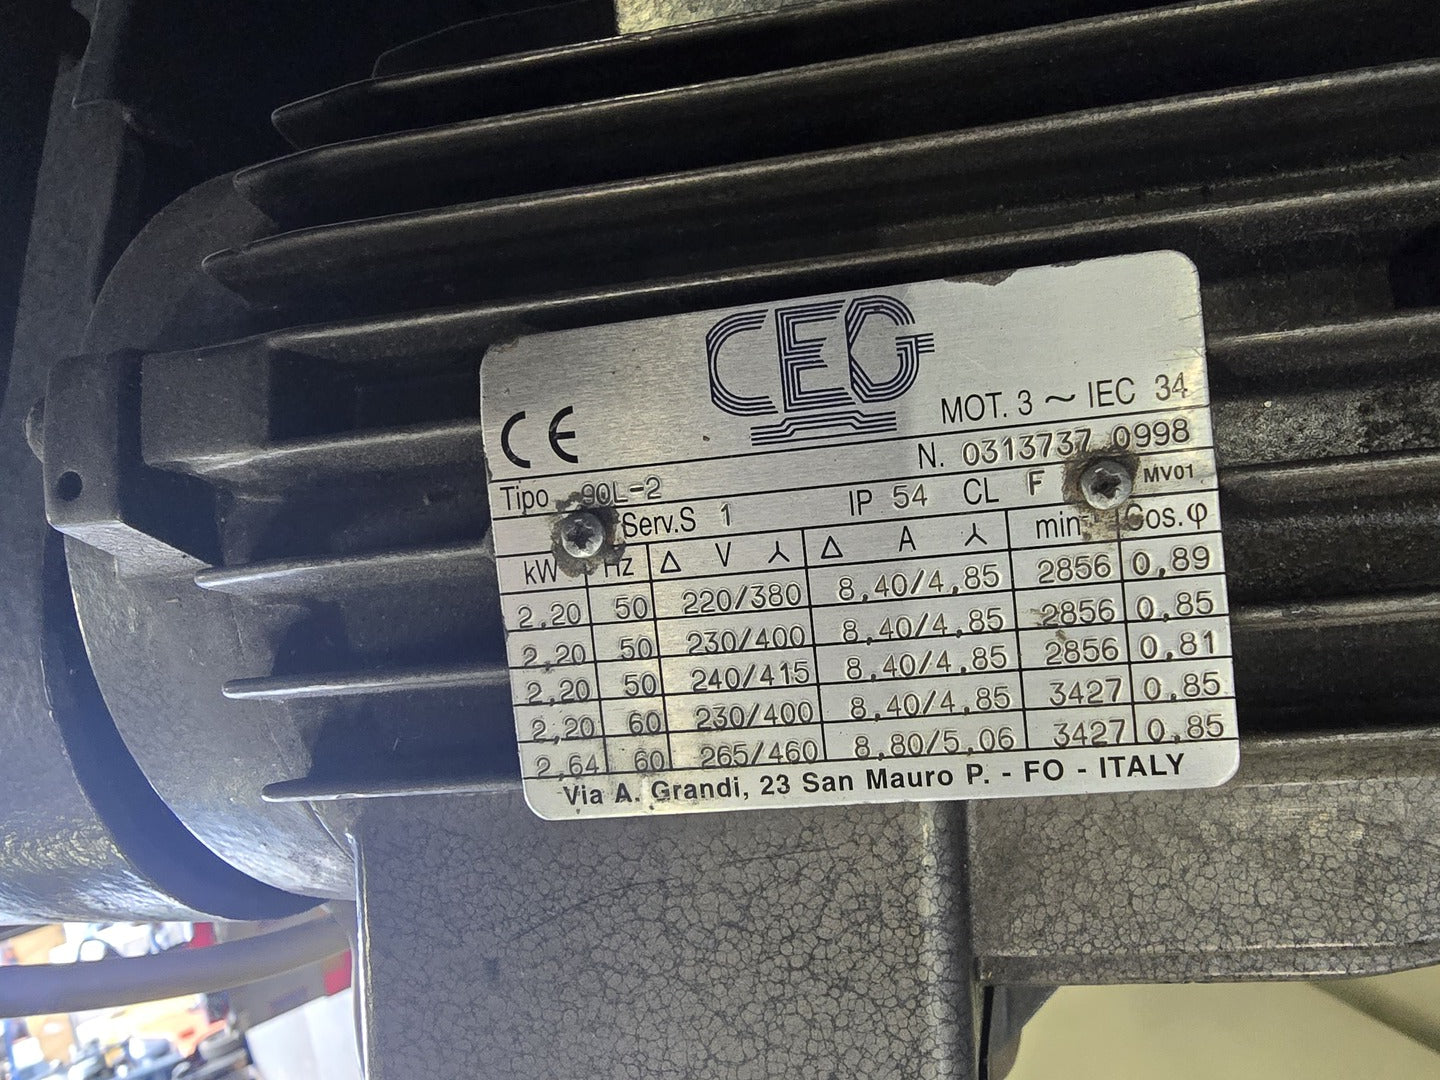 CEG
CE
MOT. 3 ~ IEC 34
N. 0313737 0998
Tipo 90L-2
Serv.S 1 IP 54 CL F MV01
kW Hz △ V 人 △ A 人 min Cos.φ
2,20 50 220/380 8,40/4,85 2856 0,89
2,20 50 230/400 8,40/4,85 2856 0,85
2,20 50 240/415 8,40/4,85 2856 0,81
2,20 60 230/400 8,40/4,85 3427 0,85
2,64 60 265/460 8,80/5,06 3427 0,85
Via A. Grandi, 23 San Mauro P. - FO - ITALY